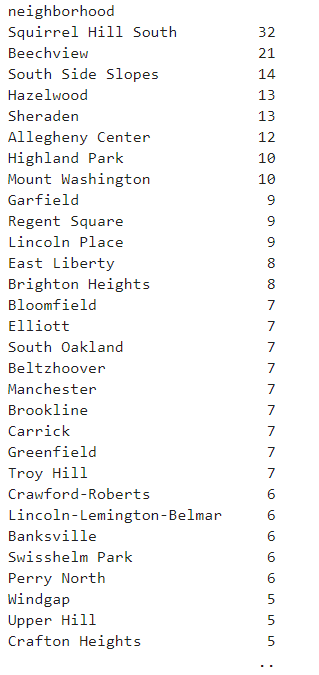 neighborhood
Squirrel Hill South 32
Beechview 21
South Side Slopes 14
Hazelwood 13
Sheraden 13
Allegheny Center 12
Highland Park 10
Mount Washington 10
Garfield 9
Regent Square 9
Lincoln Place 9
East Liberty 8
Brighton Heights 8
Bloomfield 7
Elliott 7
South Oakland 7
Beltzhoover 7
Manchester 7
Brookline 7
Carrick 7
Greenfield 7
Troy Hill 7
Crawford-Roberts 6
Lincoln-Lemington-Belmar 6
Banksville 6
Swisshelm Park 6
Perry North 6
Windgap 5
Upper Hill 5
Crafton Heights 5
..